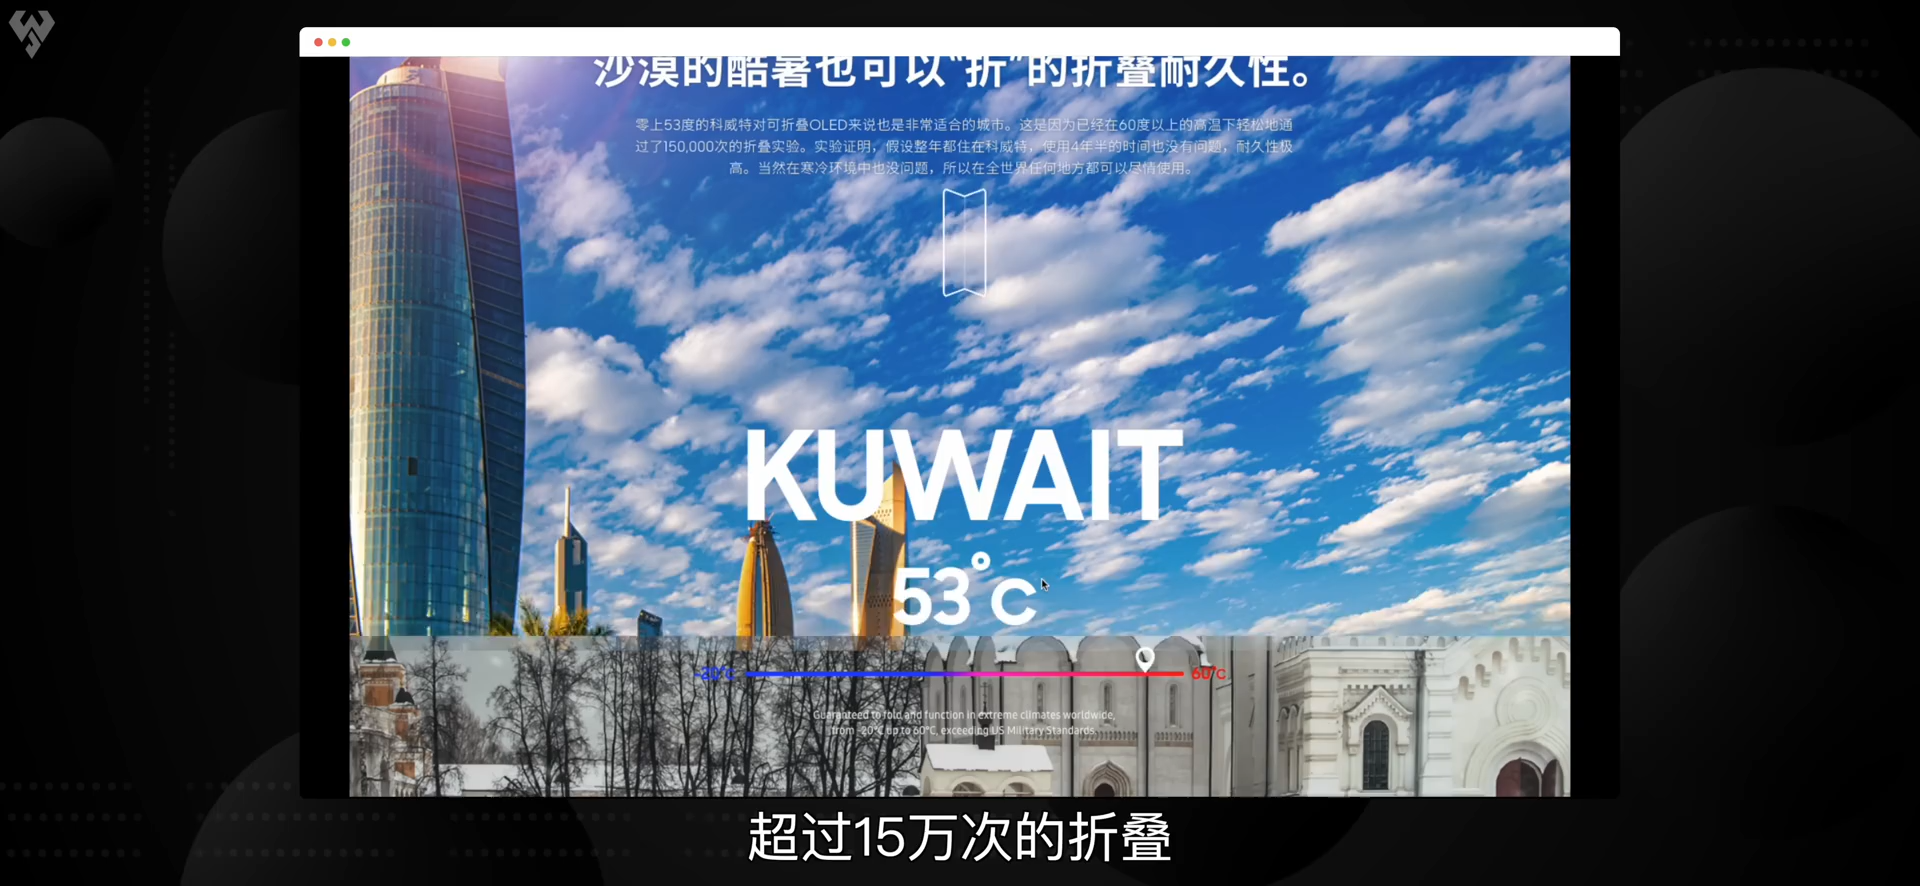 沙漠的酷暑也可以“折”的折叠耐久性。
零上53度的科威特对可折叠OLED来说也是非常适合的城市。这是因为已经在60度以上的高温下轻松地通
过了150,000次的折叠实验。实验证明，假设整年都住在科威特，使用4年半的时间也没有问题，耐久性极
高。当然在寒冷环境中也没问题，所以在全世界任何地方都可以尽情使用。
KUWAIT
53°C
-20°C 60°C
Guaranteed to fold and function in extreme climates worldwide,
from -20°C up to 60°C, exceeding US Military Standards.
超过15万次的折叠